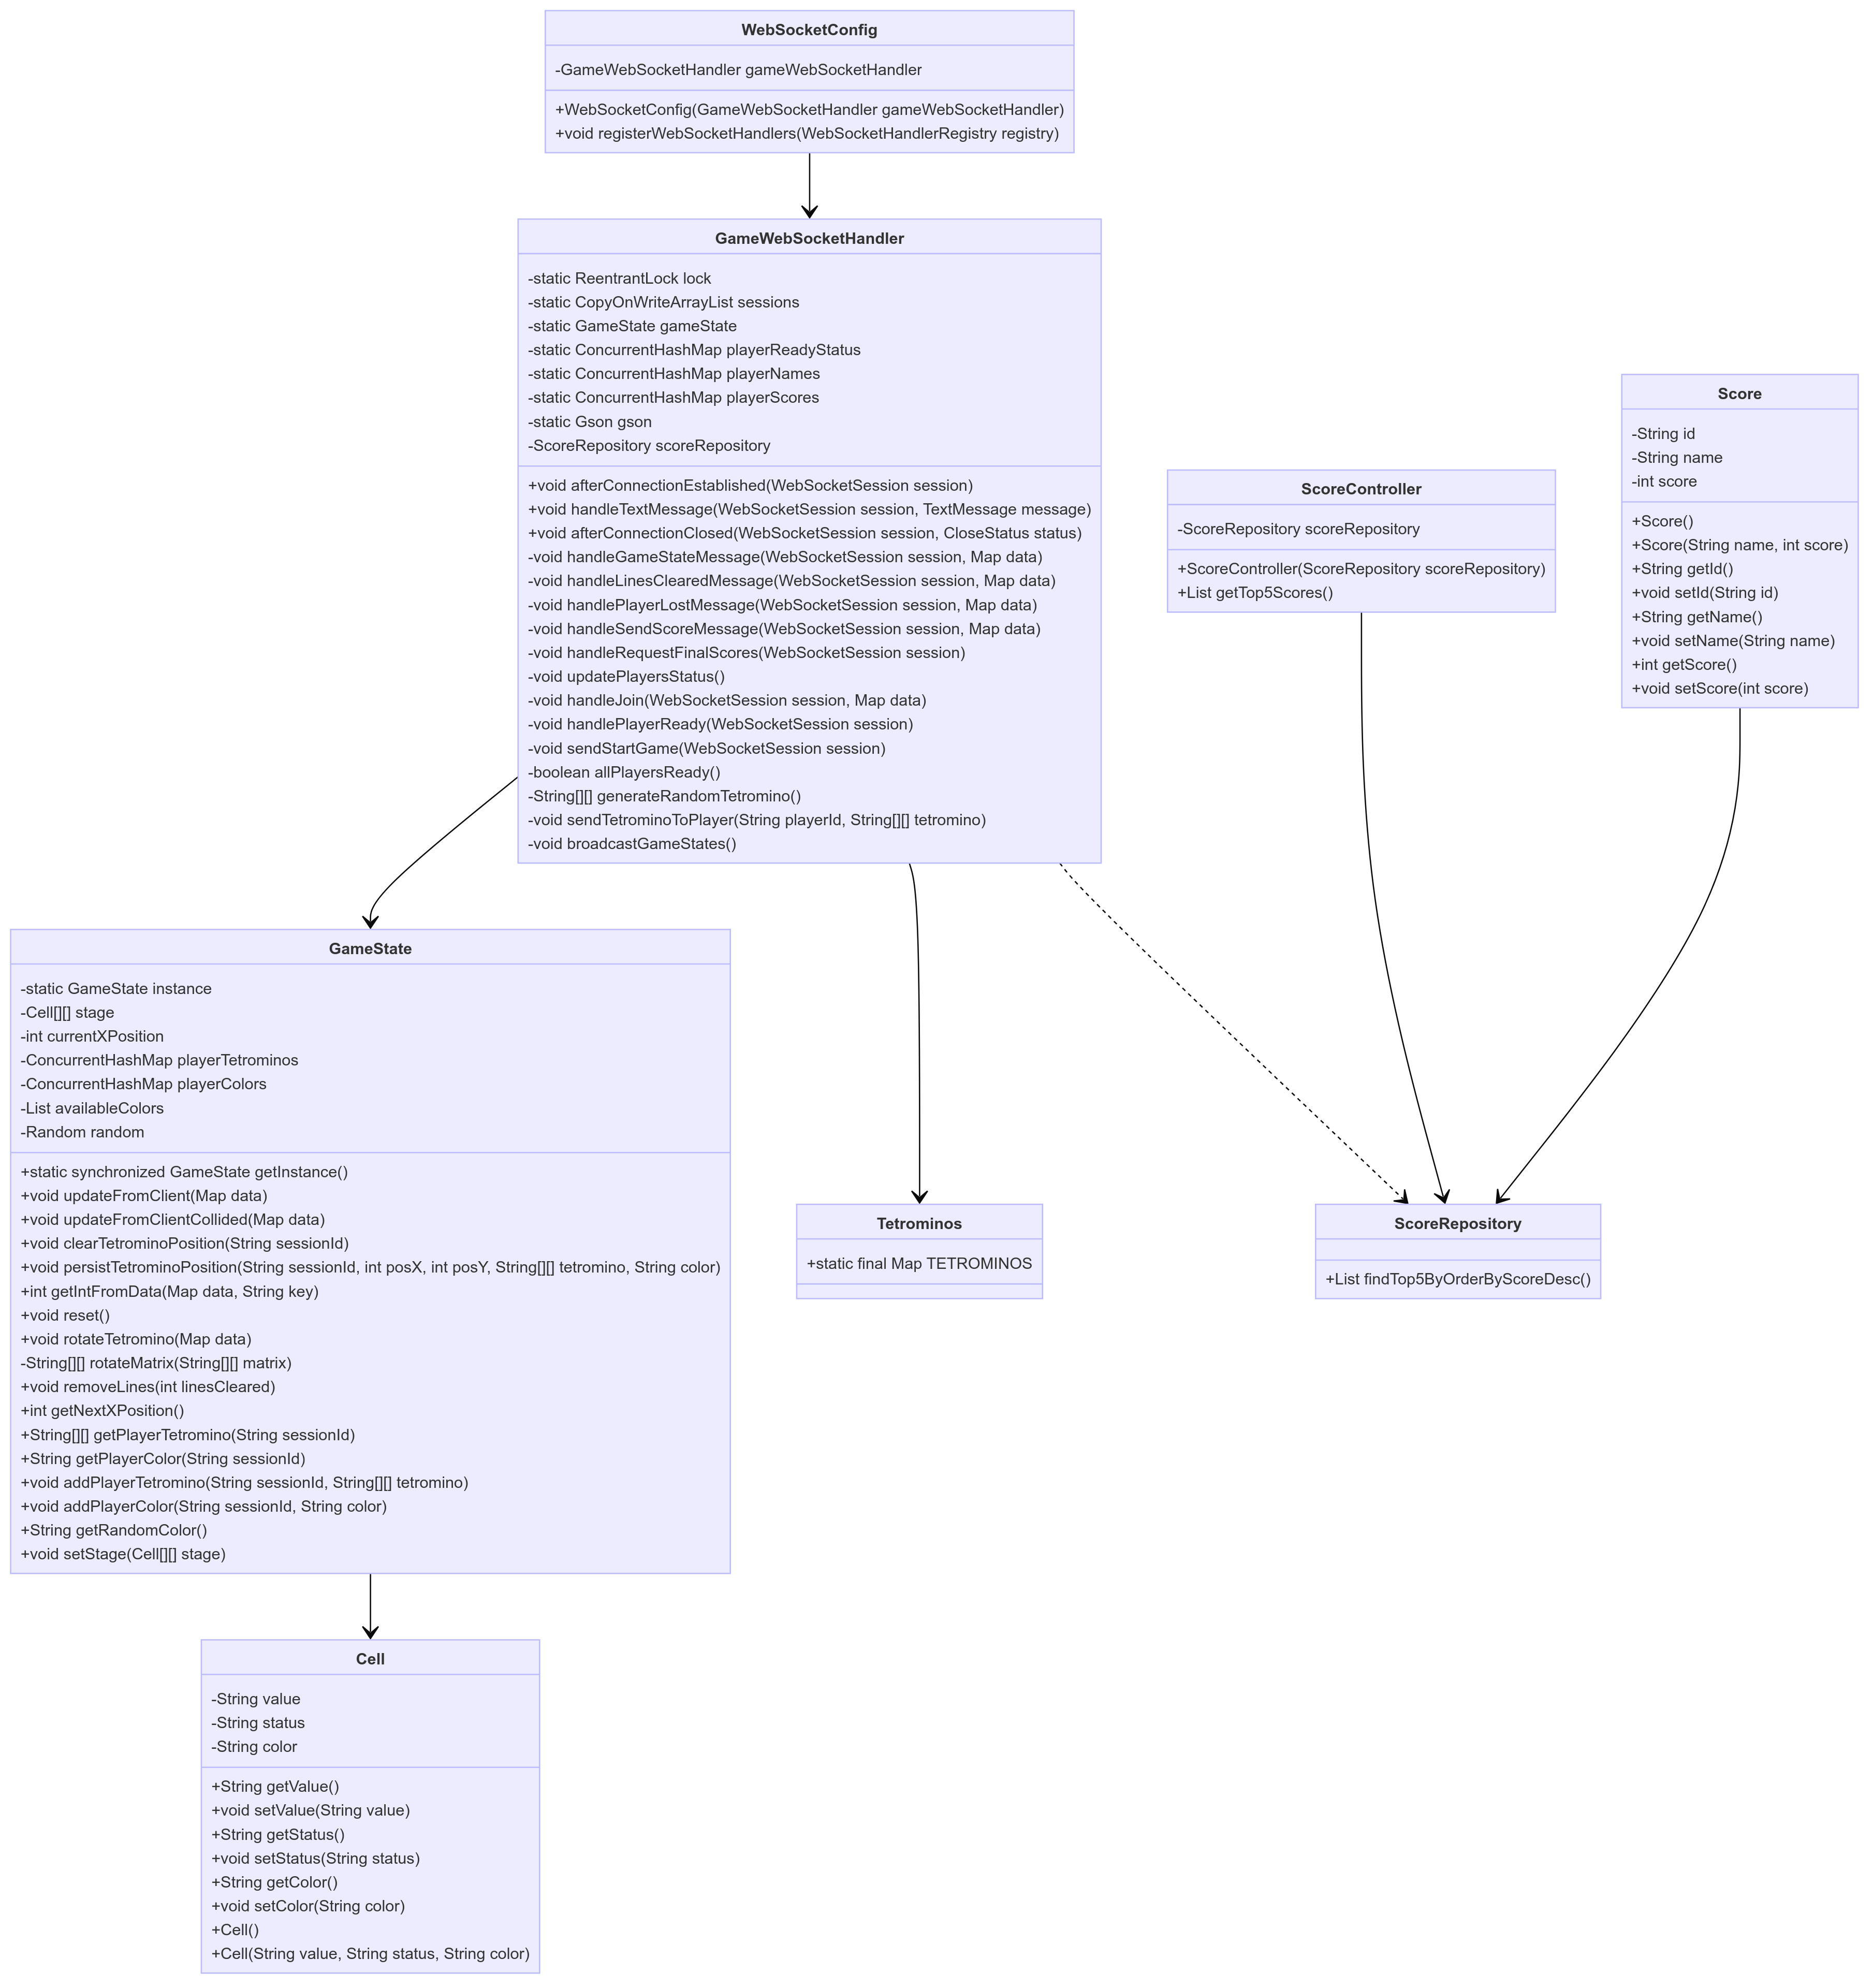 WebSocketConfig
-GameWebSocketHandler gameWebSocketHandler
+WebSocketConfig(GameWebSocketHandler gameWebSocketHandler)
+void registerWebSocketHandlers(WebSocketHandlerRegistry registry)
GameWebSocketHandler
-static ReentrantLock lock
-static CopyOnWriteArrayList sessions
-static GameState gameState
-static ConcurrentHashMap playerReadyStatus
-static ConcurrentHashMap playerNames
-static ConcurrentHashMap playerScores
-static Gson gson
-ScoreRepository scoreRepository
+void afterConnectionEstablished(WebSocketSession session)
+void handleTextMessage(WebSocketSession session, TextMessage message)
+void afterConnectionClosed(WebSocketSession session, CloseStatus status)
-void handleGameStateMessage(WebSocketSession session, Map data)
-void handleLinesClearedMessage(WebSocketSession session, Map data)
-void handlePlayerLostMessage(WebSocketSession session, Map data)
-void handleSendScoreMessage(WebSocketSession session, Map data)
-void handleRequestFinalScores(WebSocketSession session)
-void updatePlayersStatus()
-void handleJoin(WebSocketSession session, Map data)
-void handlePlayerReady(WebSocketSession session)
-void sendStartGame(WebSocketSession session)
-boolean allPlayersReady()
-String[][] generateRandomTetromino()
-void sendTetrominoToPlayer(String playerId, String[][] tetromino)
-void broadcastGameStates()
ScoreController
-ScoreRepository scoreRepository
+ScoreController(ScoreRepository scoreRepository)
+List getTop5Scores()
Score
-String id
-String name
-int score
+Score()
+Score(String name, int score)
+String getId()
+void setId(String id)
+String getName()
+void setName(String name)
+int getScore()
+void setScore(int score)
GameState
-static GameState instance
-Cell[][] stage
-int currentXPosition
-ConcurrentHashMap playerTetrominos
-ConcurrentHashMap playerColors
-List availableColors
-Random random
+static synchronized GameState getInstance()
+void updateFromClient(Map data)
+void updateFromClientCollided(Map data)
+void clearTetrominoPosition(String sessionId)
+void persistTetrominoPosition(String sessionId, int posX, int posY, String[][] tetromino, String color)
+int getIntFromData(Map data, String key)
+void reset()
+void rotateTetromino(Map data)
-String[][] rotateMatrix(String[][] matrix)
+void removeLines(int linesCleared)
+int getNextXPosition()
+String[][] getPlayerTetromino(String sessionId)
+String getPlayerColor(String sessionId)
+void addPlayerTetromino(String sessionId, String[][] tetromino)
+void addPlayerColor(String sessionId, String color)
+String getRandomColor()
+void setStage(Cell[][] stage)
Tetrominos
+static final Map TETROMINOS
ScoreRepository
+List findTop5ByOrderByScoreDesc()
Cell
-String value
-String status
-String color
+String getValue()
+void setValue(String value)
+String getStatus()
+void setStatus(String status)
+String getColor()
+void setColor(String color)
+Cell()
+Cell(String value, String status, String color)